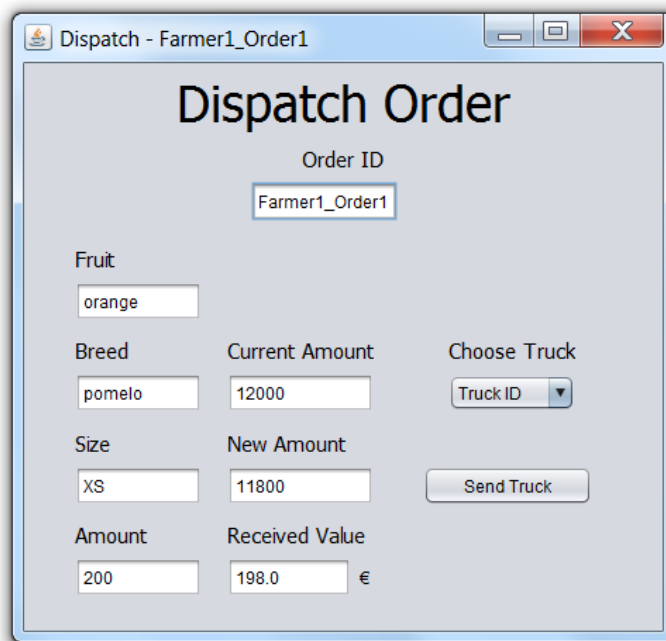 Dispatch - Farmer1_Order1
Dispatch Order
Order ID
Farmer1_Order1
Fruit
orange
Breed Current Amount Choose Truck
pomelo 12000 Truck ID
Size New Amount
XS 11800 Send Truck
Amount Received Value
200 198.0 €